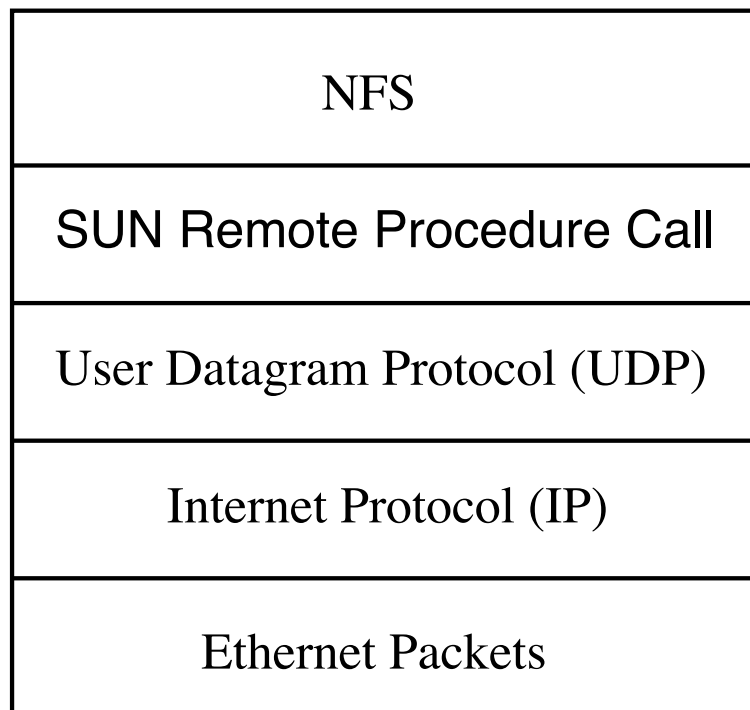 NFS
SUN Remote Procedure Call
User Datagram Protocol (UDP)
Internet Protocol (IP)
Ethernet Packets